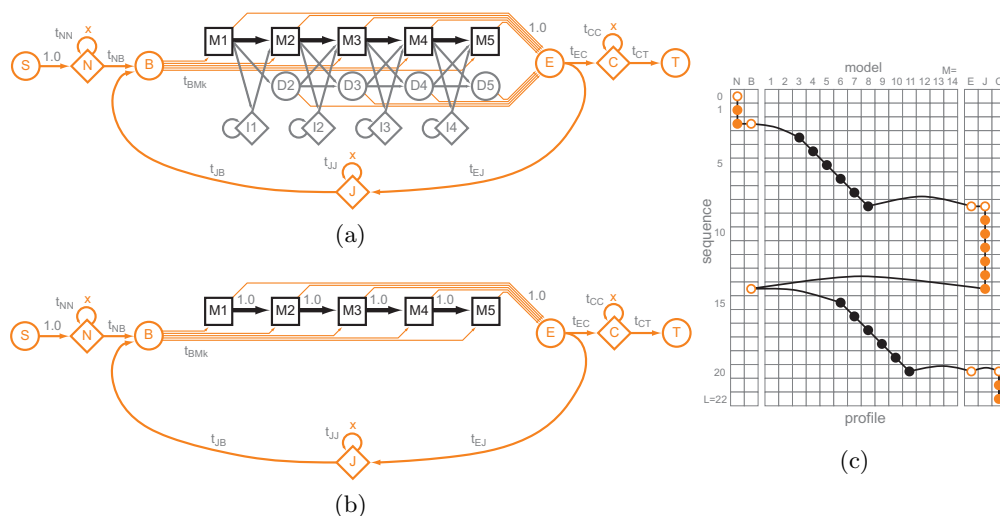 x
t_NN
1.0
t_NB
S
N
B
t_BMk
M1
M2
M3
M4
M5
D2
D3
D4
D5
I1
I2
I3
I4
1.0
E
t_EC
x
t_CC
C
t_CT
T
x
t_JJ
t_JB
J
t_EJ
(a)
x
t_NN
1.0
t_NB
S
N
B
t_BMk
M1
1.0
M2
1.0
M3
1.0
M4
1.0
M5
1.0
E
t_EC
x
t_CC
C
t_CT
T
x
t_JJ
t_JB
J
t_EJ
(b)
model
M=
N B 1 2 3 4 5 6 7 8 9 10 11 12 13 14 E J C
0
1
5
10
15
20
L=22
sequence
profile
(c)